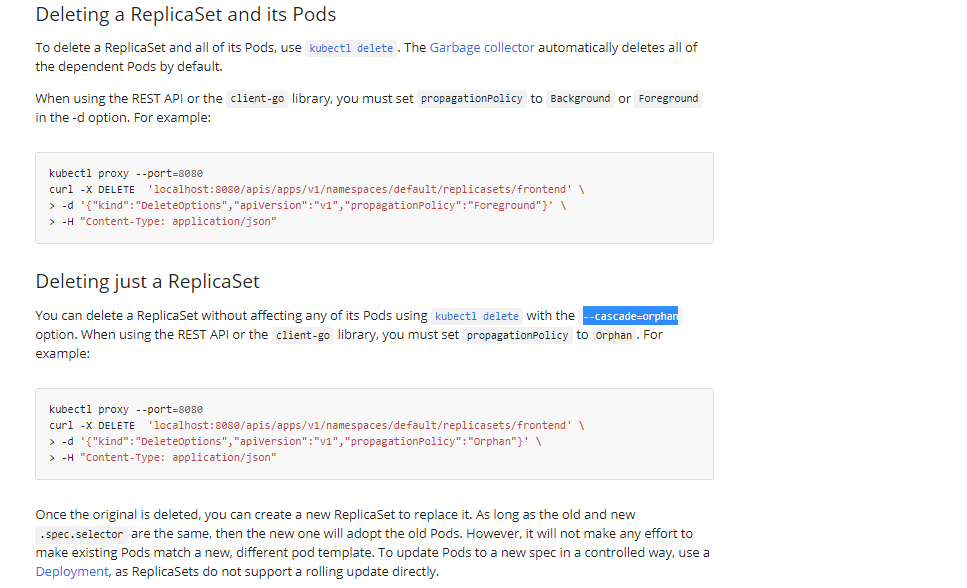 Deleting a ReplicaSet and its Pods
To delete a ReplicaSet and all of its Pods, use kubectl delete. The Garbage collector automatically deletes all of
the dependent Pods by default.
When using the REST API or the client-go library, you must set propagationPolicy to Background or Foreground
in the -d option. For example:
kubectl proxy --port=8080
curl -X DELETE  'localhost:8080/apis/apps/v1/namespaces/default/replicasets/frontend' \
> -d '{"kind":"DeleteOptions","apiVersion":"v1","propagationPolicy":"Foreground"}' \
> -H "Content-Type: application/json"
Deleting just a ReplicaSet
You can delete a ReplicaSet without affecting any of its Pods using kubectl delete with the --cascade=orphan
option. When using the REST API or the client-go library, you must set propagationPolicy to Orphan. For
example:
kubectl proxy --port=8080
curl -X DELETE  'localhost:8080/apis/apps/v1/namespaces/default/replicasets/frontend' \
> -d '{"kind":"DeleteOptions","apiVersion":"v1","propagationPolicy":"Orphan"}' \
> -H "Content-Type: application/json"
Once the original is deleted, you can create a new ReplicaSet to replace it. As long as the old and new
.spec.selector are the same, then the new one will adopt the old Pods. However, it will not make any effort to
make existing Pods match a new, different pod template. To update Pods to a new spec in a controlled way, use a
Deployment, as ReplicaSets do not support a rolling update directly.